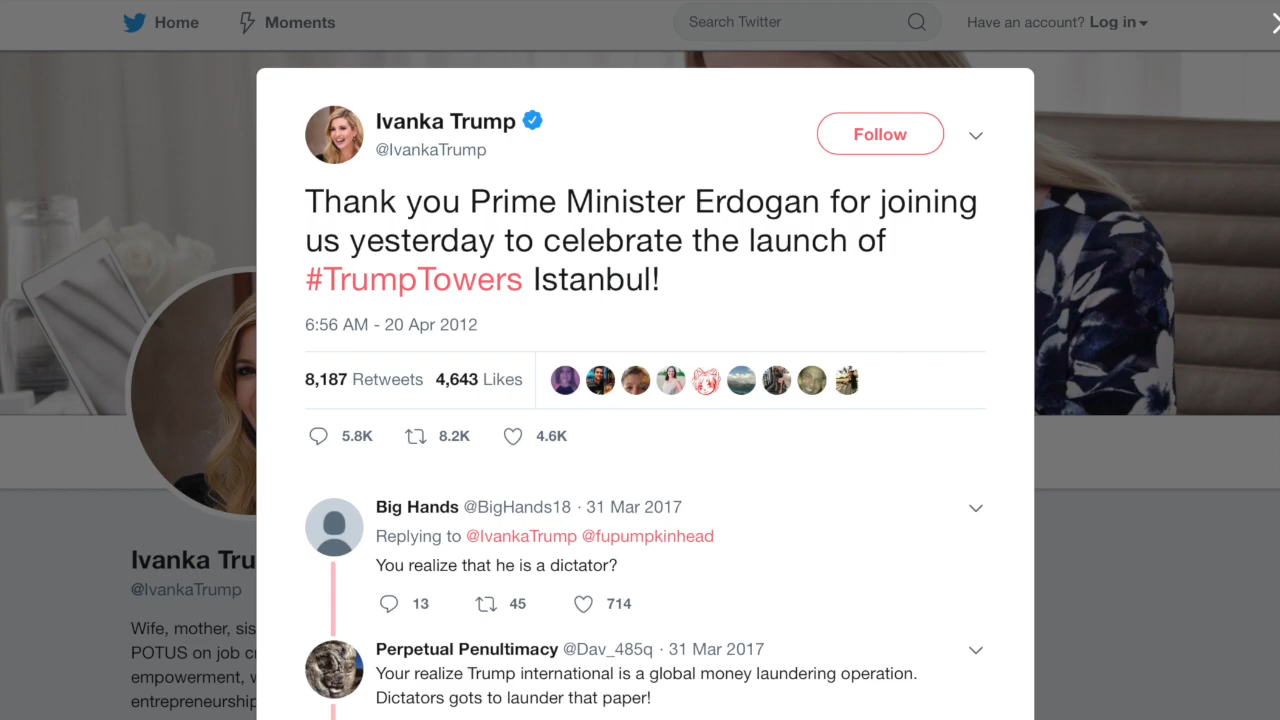 Home
Moments
Search Twitter
Have an account? Log in
Ivanka Trump
@IvankaTrump
Follow
Thank you Prime Minister Erdogan for joining
us yesterday to celebrate the launch of
#TrumpTowers Istanbul!
6:56 AM - 20 Apr 2012
8,187 Retweets 4,643 Likes
5.8K 8.2K 4.6K
Big Hands @BigHands18 · 31 Mar 2017
Replying to @IvankaTrump @fupumpkinhead
You realize that he is a dictator?
13 45 714
Perpetual Penultimacy @Dav_485q · 31 Mar 2017
Your realize Trump international is a global money laundering operation.
Dictators gots to launder that paper!
Ivanka Tru
@IvankaTrump
Wife, mother, sis
POTUS on job c
empowerment, 
entrepreneurship